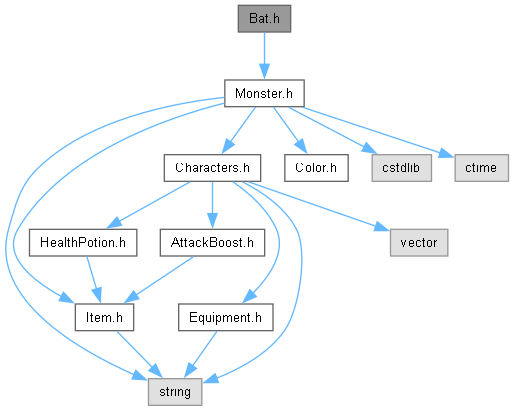 Bat.h
Monster.h
Characters.h
Color.h
cstdlib
ctime
HealthPotion.h
AttackBoost.h
vector
Item.h
Equipment.h
string